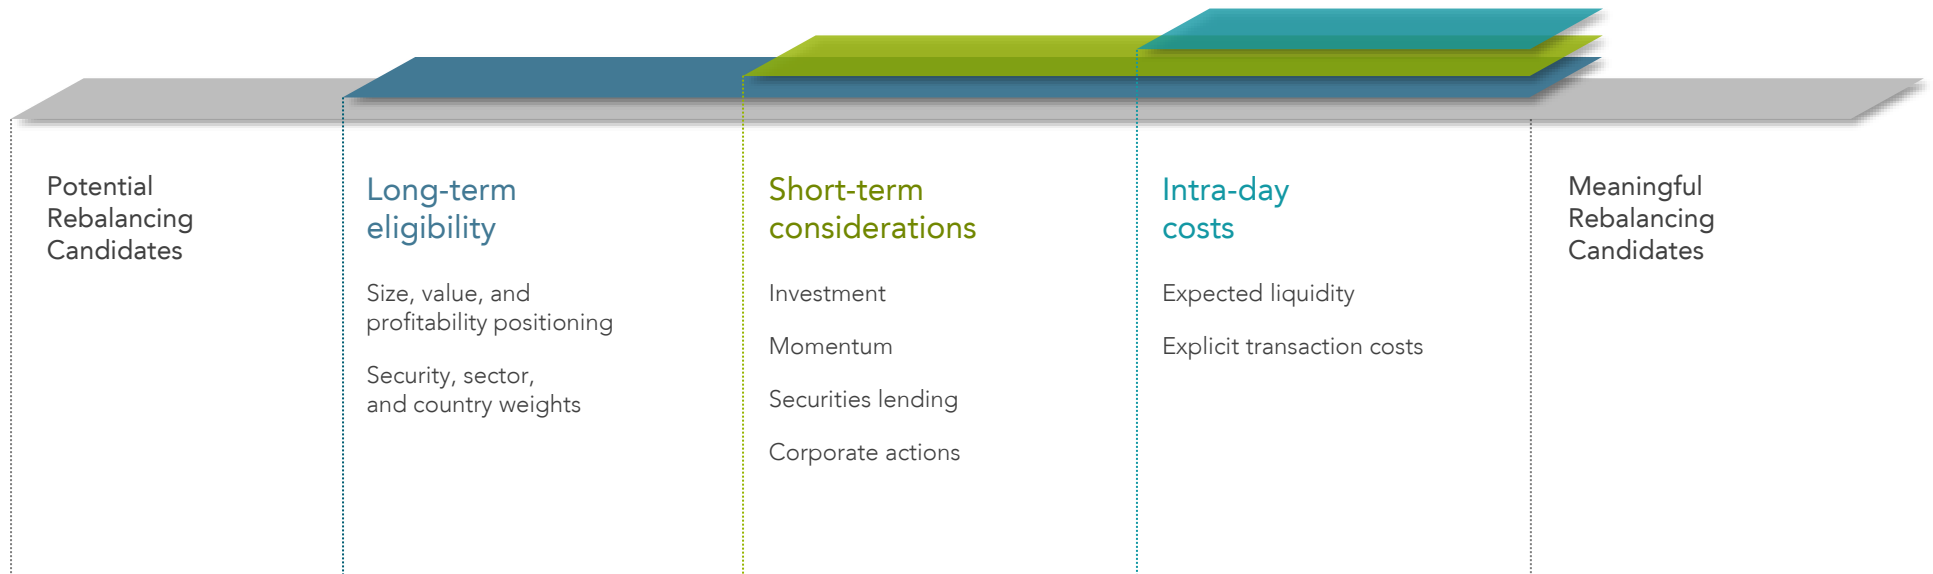 Potential
Rebalancing
Candidates
Long-term
eligibility
Size, value, and
profitability positioning
Security, sector,
and country weights
Short-term
considerations
Investment
Momentum
Securities lending
Corporate actions
Intra-day
costs
Expected liquidity
Explicit transaction costs
Meaningful
Rebalancing
Candidates